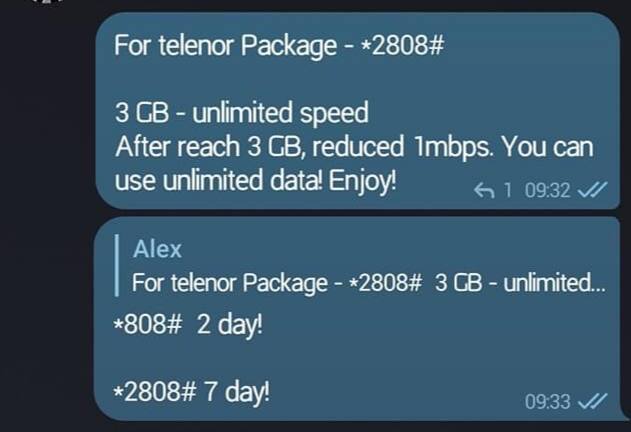 For telenor Package - *2808#
3 GB - unlimited speed
After reach 3 GB, reduced 1mbps. You can
use unlimited data! Enjoy!
1 09:32
Alex
For telenor Package - *2808# 3 GB - unlimited...
*808# 2 day!
*2808# 7 day!
09:33